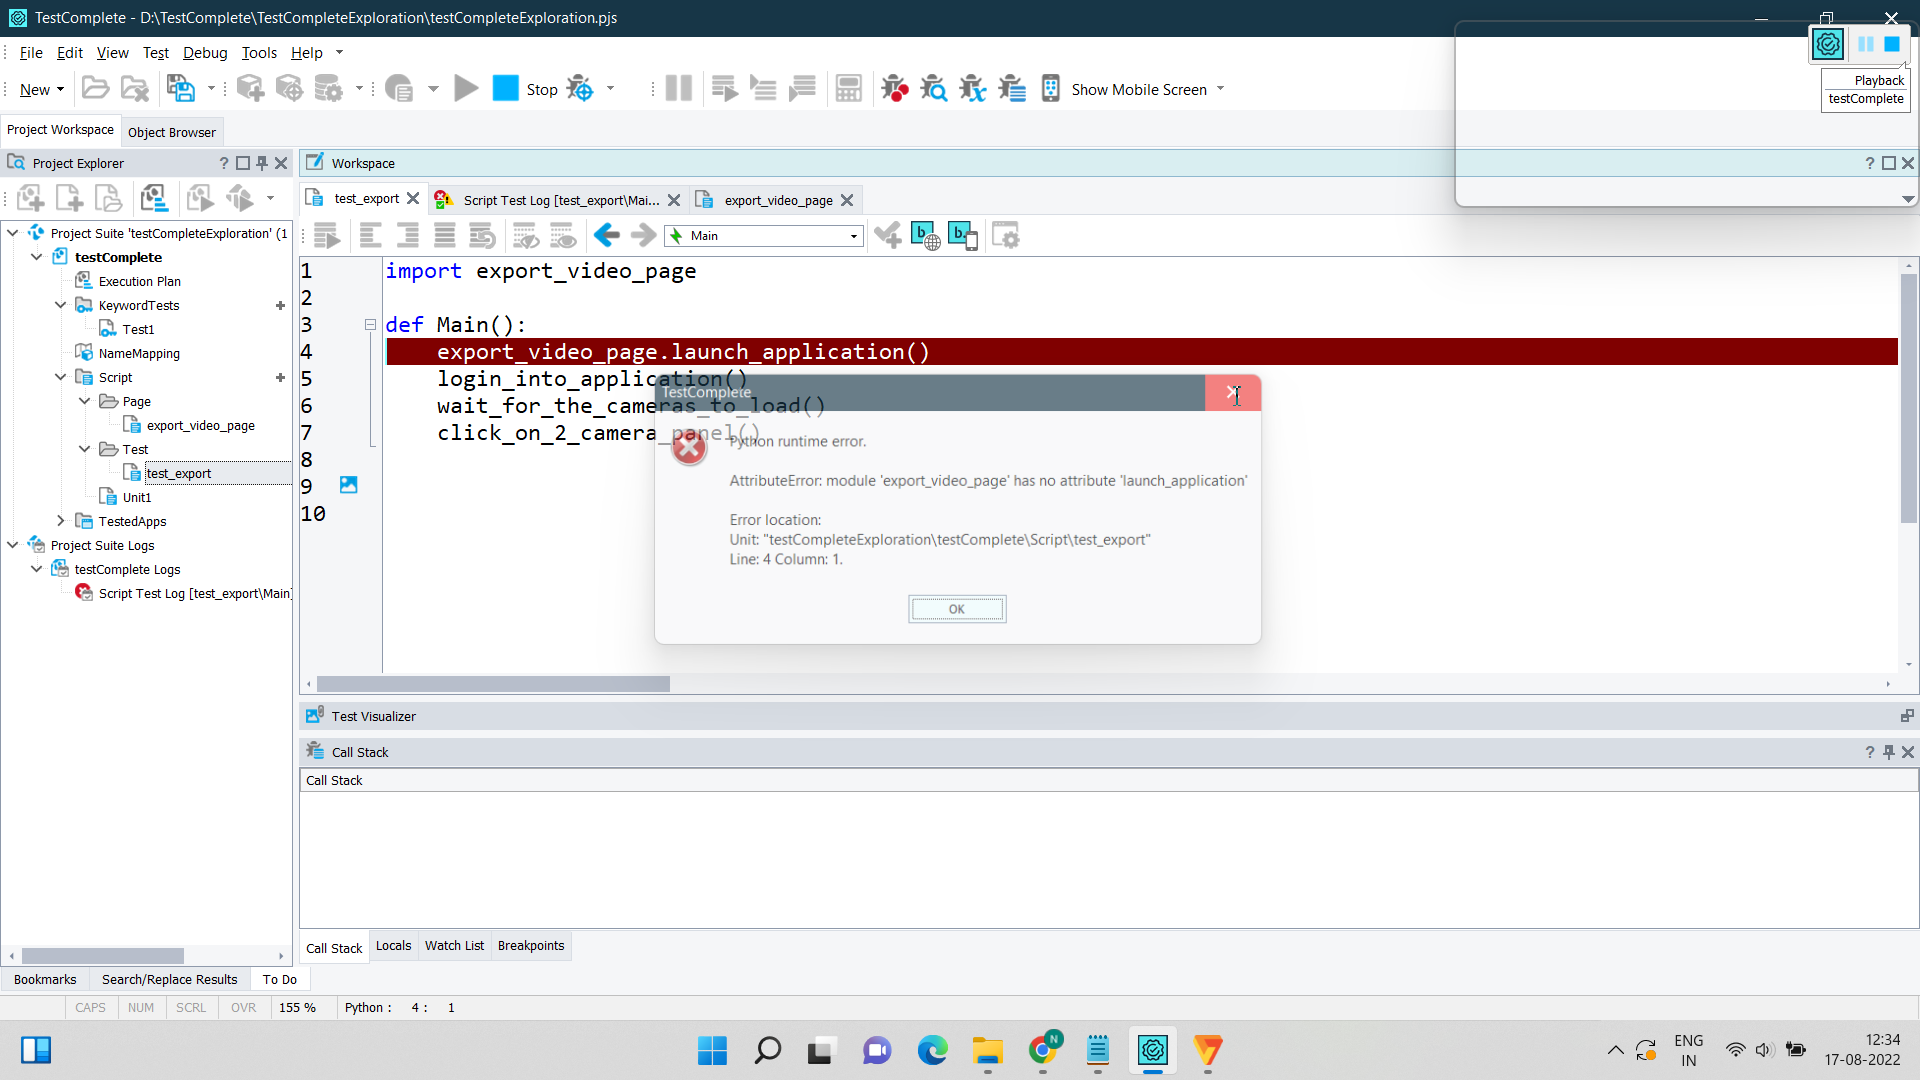 TestComplete - D:\TestComplete\TestCompleteExploration\testCompleteExploration.pjs
File Edit View Test Debug Tools Help
New Stop Show Mobile Screen
Playback
testComplete
Project Workspace Object Browser
Project Explorer
Workspace
test_export Script Test Log [test_export\Mai... export_video_page
Main
Project Suite 'testCompleteExploration' (1
testComplete
Execution Plan
KeywordTests
Test1
NameMapping
Script
Page
export_video_page
Test
test_export
Unit1
TestedApps
Project Suite Logs
testComplete Logs
Script Test Log [test_export\Main]
1 import export_video_page
2
3 def Main():
4 export_video_page.launch_application()
5 login_into_application()
6 wait_for_the_cameras_to_load()
7 click_on_2_camera_panel()
8
9
10
TestComplete
Python runtime error.
AttributeError: module 'export_video_page' has no attribute 'launch_application'
Error location:
Unit: "testCompleteExploration\testComplete\Script\test_export"
Line: 4 Column: 1.
OK
Test Visualizer
Call Stack
Call Stack
Call Stack Locals Watch List Breakpoints
Bookmarks Search/Replace Results To Do
CAPS NUM SCRL OVR 155 % Python : 4 : 1
N
ENG
IN
12:34
17-08-2022